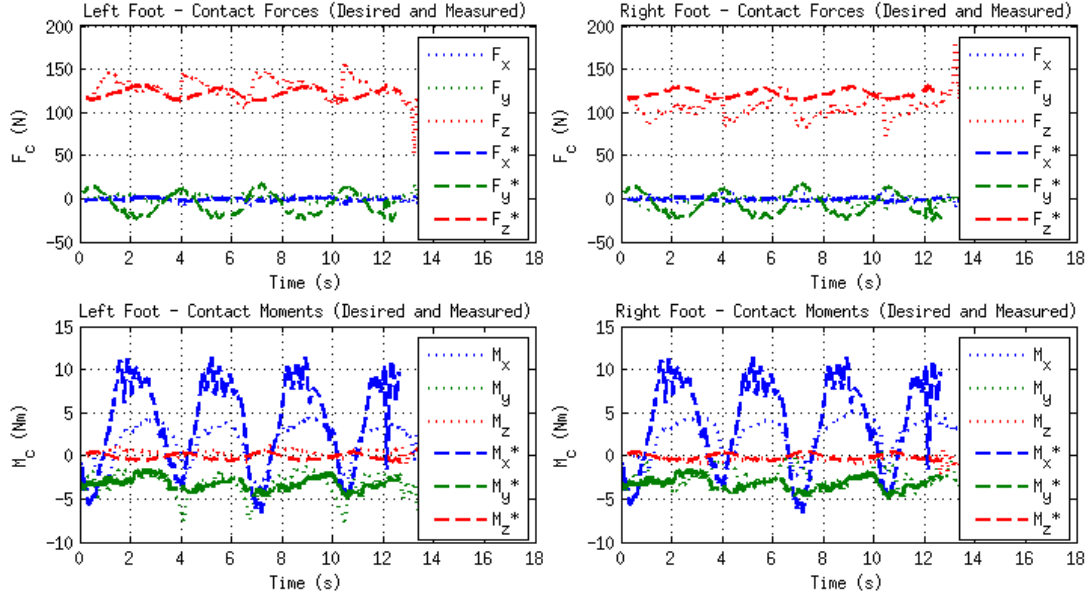 Left Foot - Contact Forces (Desired and Measured)
200
150
100
50
0
-50
F_c (N)
0 2 4 6 8 10 12 14 16 18
Time (s)
F_x
F_y
F_z
F_x*
F_y*
F_z*
Right Foot - Contact Forces (Desired and Measured)
200
150
100
50
0
-50
F_c (N)
0 2 4 6 8 10 12 14 16 18
Time (s)
F_x
F_y
F_z
F_x*
F_y*
F_z*
Left Foot - Contact Moments (Desired and Measured)
15
10
5
0
-5
-10
M_c (Nm)
0 2 4 6 8 10 12 14 16 18
Time (s)
M_x
M_y
M_z
M_x*
M_y*
M_z*
Right Foot - Contact Moments (Desired and Measured)
15
10
5
0
-5
-10
M_c (Nm)
0 2 4 6 8 10 12 14 16 18
Time (s)
M_x
M_y
M_z
M_x*
M_y*
M_z*